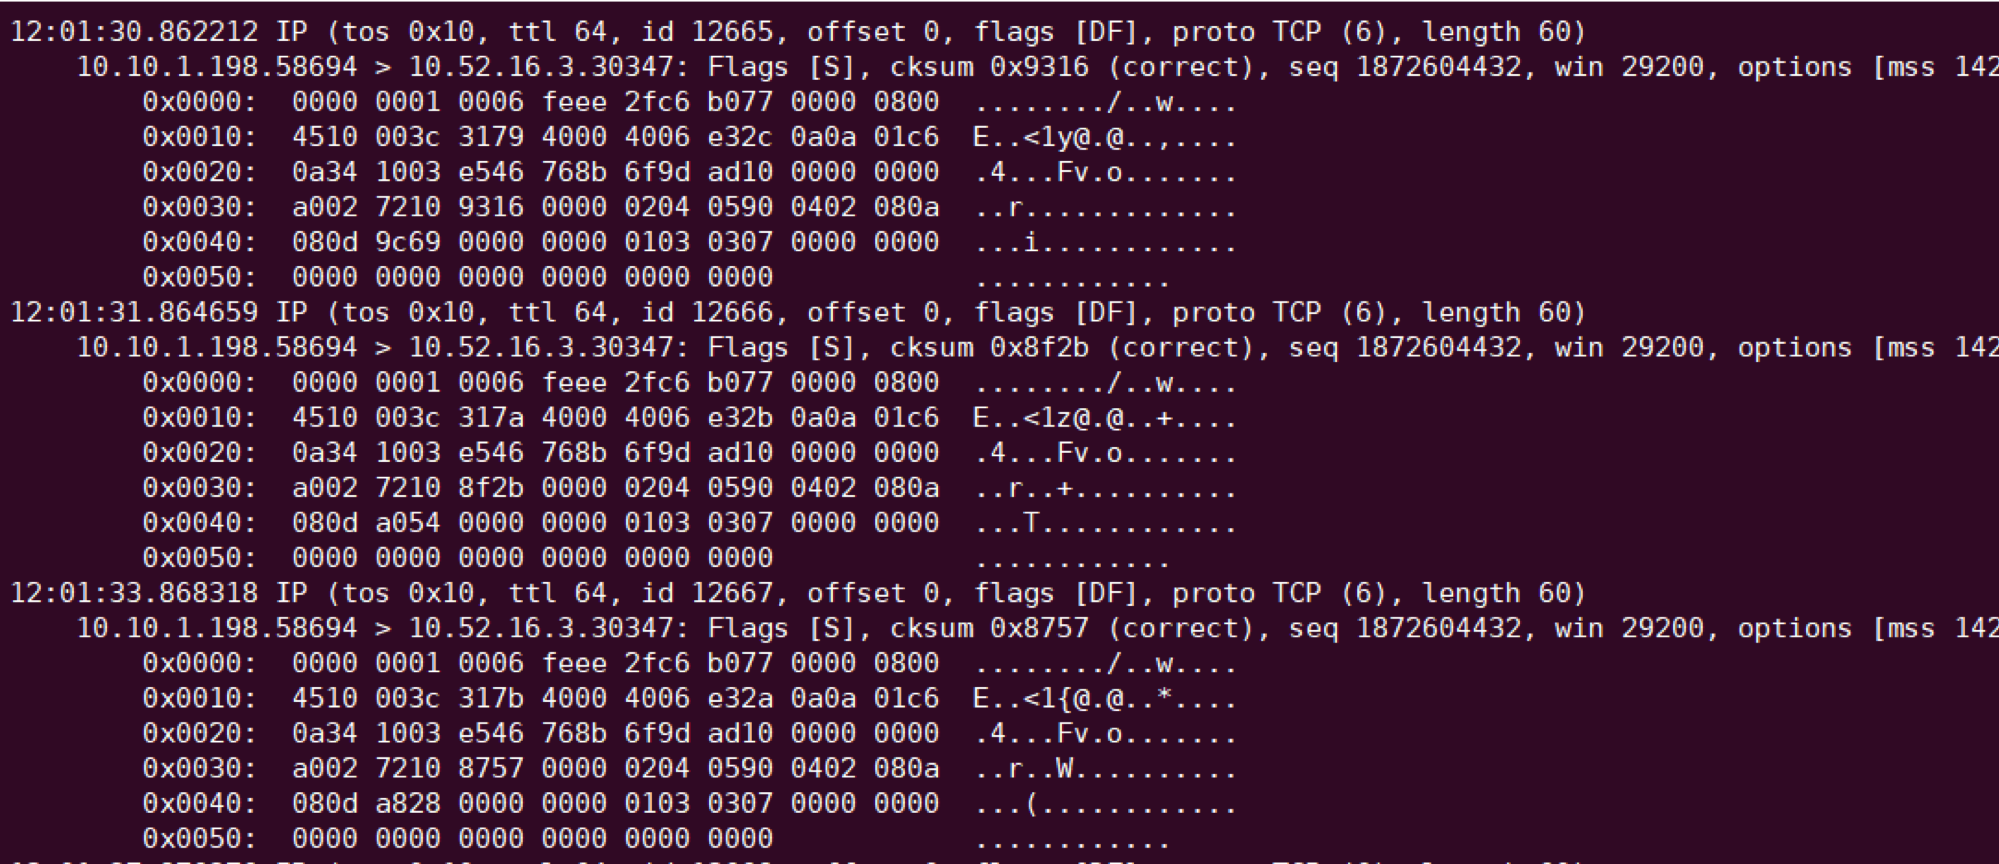 12:01:30.862212 IP (tos 0x10, ttl 64, id 12665, offset 0, flags [DF], proto TCP (6), length 60)
    10.10.1.198.58694 > 10.52.16.3.30347: Flags [S], cksum 0x9316 (correct), seq 1872604432, win 29200, options [mss 142
        0x0000:  0000 0001 0006 feee 2fc6 b077 0000 0800  ......../..w....
        0x0010:  4510 003c 3179 4000 4006 e32c 0a0a 01c6  E..<1y@.@..,....
        0x0020:  0a34 1003 e546 768b 6f9d ad10 0000 0000  .4...Fv.o.......
        0x0030:  a002 7210 9316 0000 0204 0590 0402 080a  ..r.............
        0x0040:  080d 9c69 0000 0000 0103 0307 0000 0000  ...i............
        0x0050:  0000 0000 0000 0000 0000 0000            ............
12:01:31.864659 IP (tos 0x10, ttl 64, id 12666, offset 0, flags [DF], proto TCP (6), length 60)
    10.10.1.198.58694 > 10.52.16.3.30347: Flags [S], cksum 0x8f2b (correct), seq 1872604432, win 29200, options [mss 142
        0x0000:  0000 0001 0006 feee 2fc6 b077 0000 0800  ......../..w....
        0x0010:  4510 003c 317a 4000 4006 e32b 0a0a 01c6  E..<1z@.@..+....
        0x0020:  0a34 1003 e546 768b 6f9d ad10 0000 0000  .4...Fv.o.......
        0x0030:  a002 7210 8f2b 0000 0204 0590 0402 080a  ..r..+..........
        0x0040:  080d a054 0000 0000 0103 0307 0000 0000  ...T............
        0x0050:  0000 0000 0000 0000 0000 0000            ............
12:01:33.868318 IP (tos 0x10, ttl 64, id 12667, offset 0, flags [DF], proto TCP (6), length 60)
    10.10.1.198.58694 > 10.52.16.3.30347: Flags [S], cksum 0x8757 (correct), seq 1872604432, win 29200, options [mss 142
        0x0000:  0000 0001 0006 feee 2fc6 b077 0000 0800  ......../..w....
        0x0010:  4510 003c 317b 4000 4006 e32a 0a0a 01c6  E..<1{@.@..*....
        0x0020:  0a34 1003 e546 768b 6f9d ad10 0000 0000  .4...Fv.o.......
        0x0030:  a002 7210 8757 0000 0204 0590 0402 080a  ..r..W..........
        0x0040:  080d a828 0000 0000 0103 0307 0000 0000  ...(............
        0x0050:  0000 0000 0000 0000 0000 0000            ............